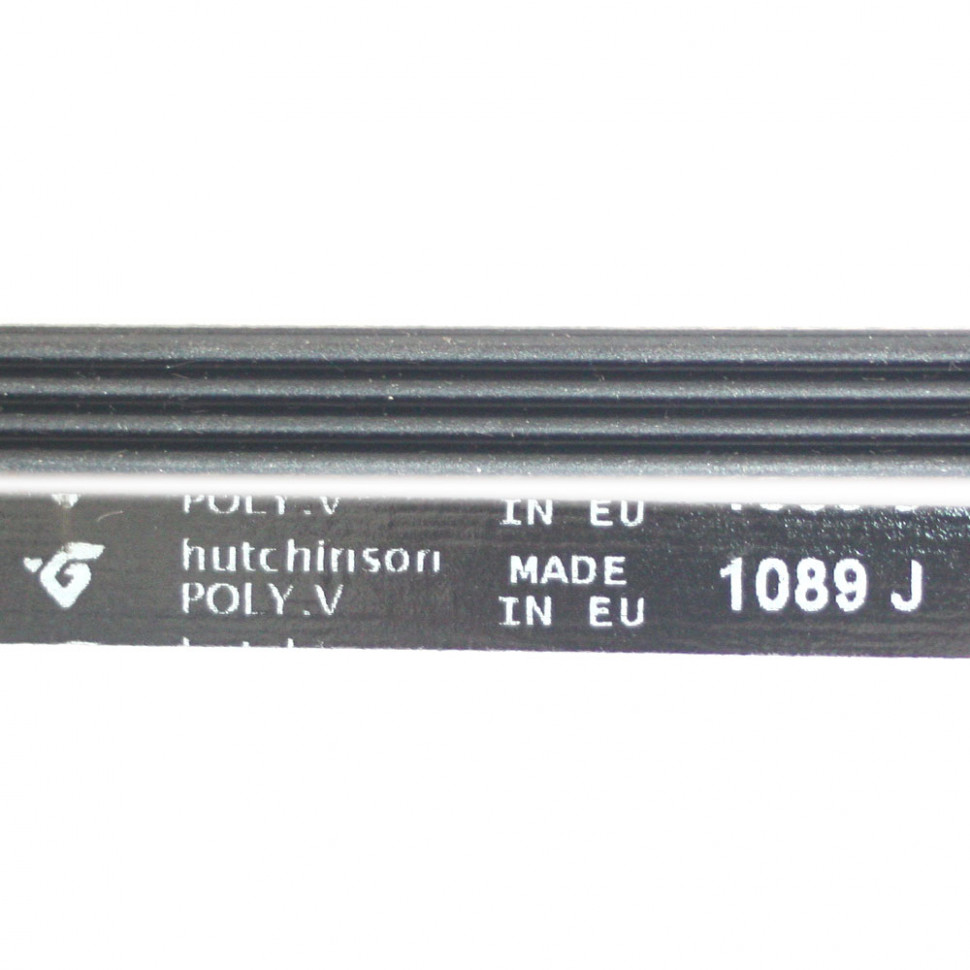 POLY.V IN EU
hutchinson MADE 1089 J
POLY.V IN EU